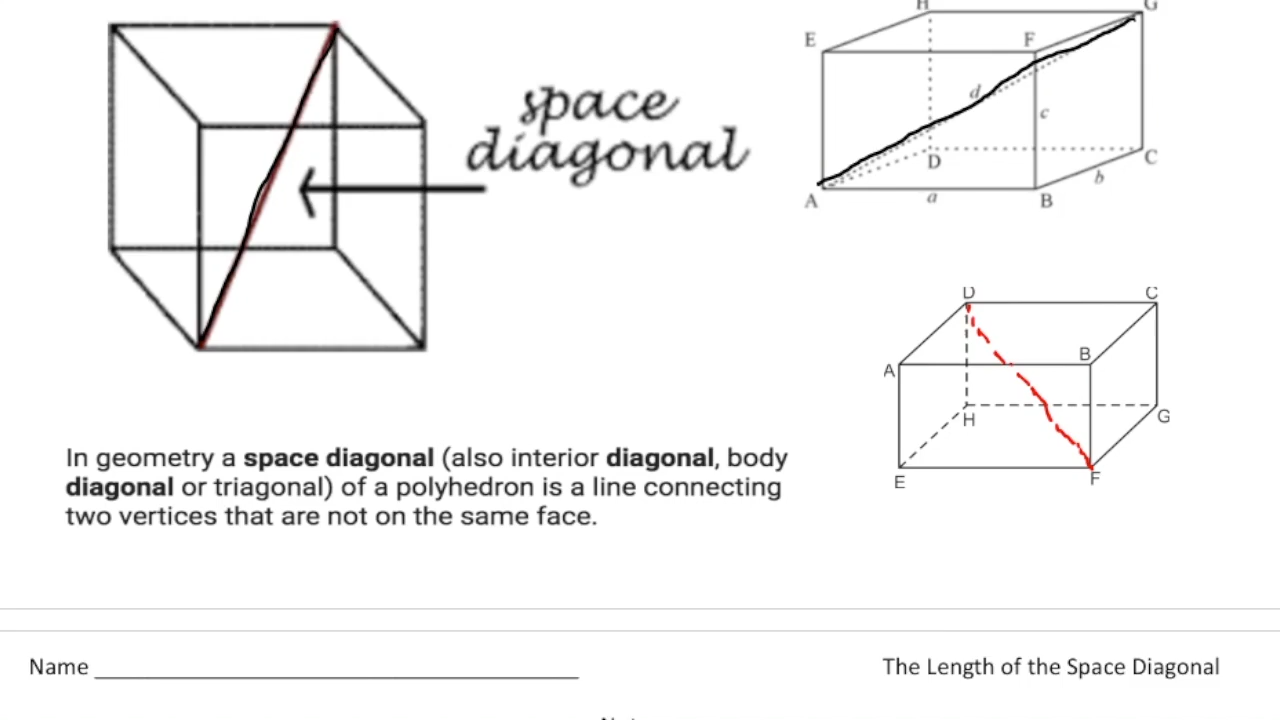 space
diagonal
H
G
E
F
d
c
D
C
b
A
a
B
D
C
B
A
H
G
E
F
In geometry a space diagonal (also interior diagonal, body
diagonal or triagonal) of a polyhedron is a line connecting
two vertices that are not on the same face.
Name ______________________________
The Length of the Space Diagonal